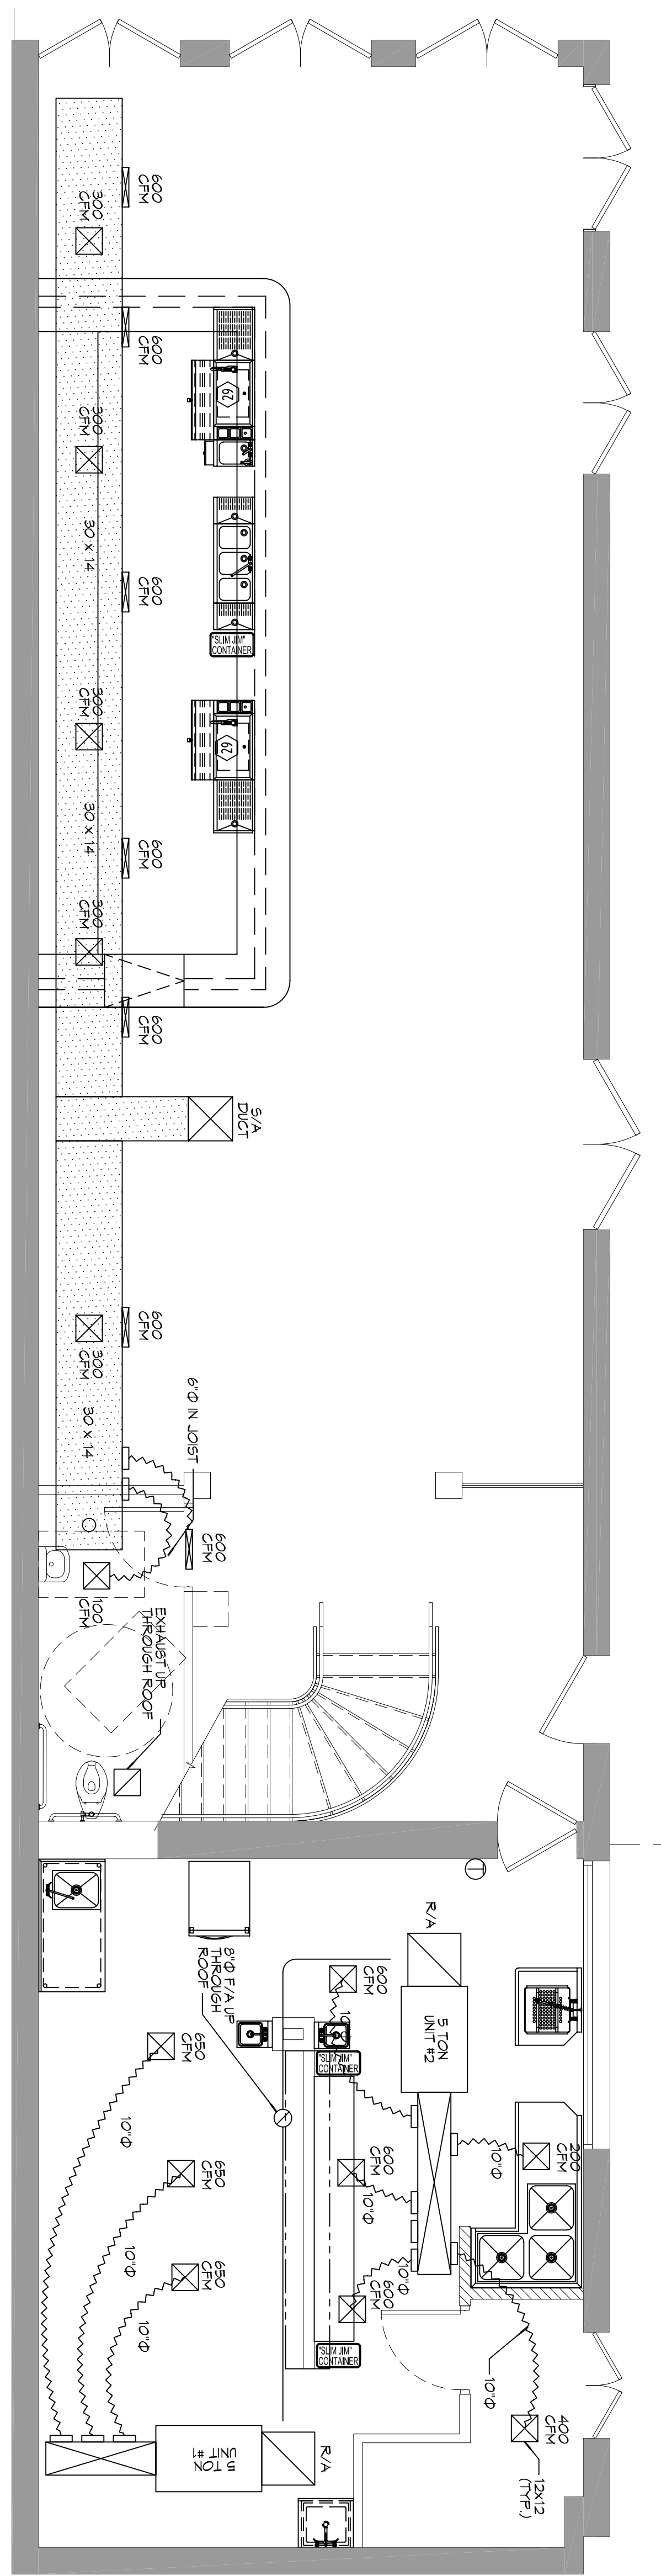 600
CFM
300
CFM
600
CFM
29
300
CFM
30 x 14
600
CFM
"SLIM JIM"
CONTAINER
300
CFM
29
30 x 14
600
CFM
300
CFM
600
CFM
S/A
DUCT
600
CFM
300
CFM
30 x 14
6"Φ IN JOIST
600
CFM
100
CFM
EXHAUST UP
THROUGH ROOF
T
R/A
8"Φ F/A UP
THROUGH
ROOF
600
CFM
10"Φ
5 TON
UNIT #2
"SLIM JIM"
CONTAINER
650
CFM
10"Φ
650
CFM
600
CFM
10"Φ
10"Φ
200
CFM
10"Φ
650
CFM
10"Φ
600
CFM
10"Φ
"SLIM JIM"
CONTAINER
10"Φ
400
CFM
12x12
(TYP.)
5 TON
UNIT #1
R/A